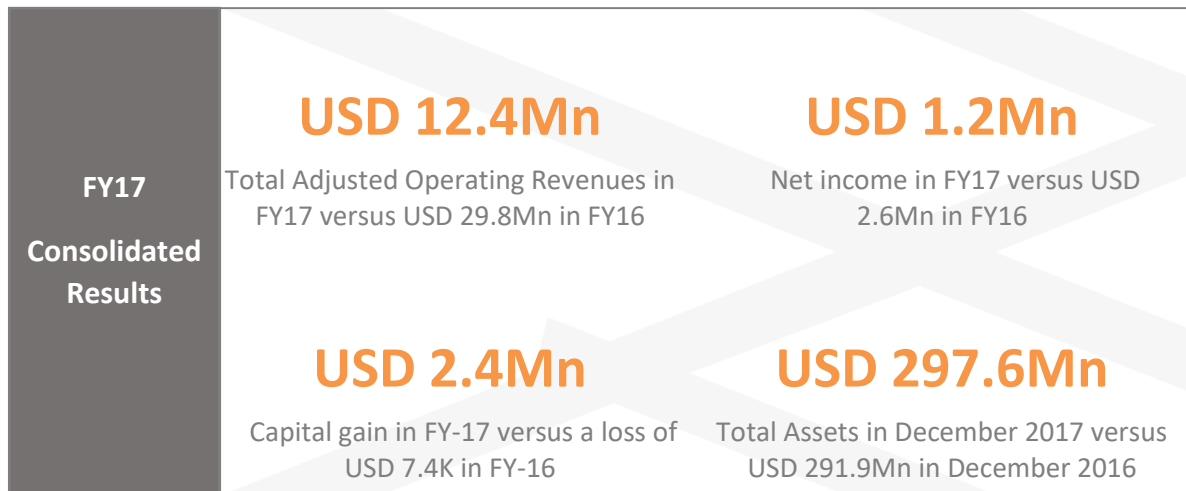 FY17
Consolidated
Results
USD 12.4Mn
Total Adjusted Operating Revenues in
FY17 versus USD 29.8Mn in FY16
USD 1.2Mn
Net income in FY17 versus USD
2.6Mn in FY16
USD 2.4Mn
Capital gain in FY-17 versus a loss of
USD 7.4K in FY-16
USD 297.6Mn
Total Assets in December 2017 versus
USD 291.9Mn in December 2016